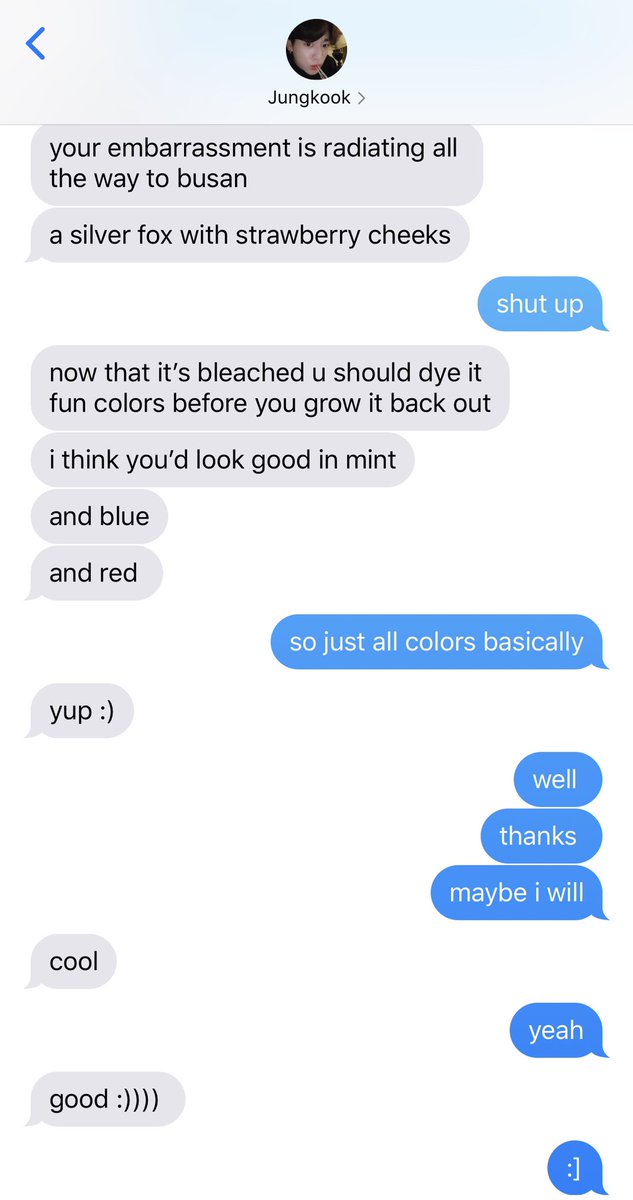 Jungkook
your embarrassment is radiating all
the way to busan
a silver fox with strawberry cheeks
shut up
now that it’s bleached u should dye it
fun colors before you grow it back out
i think you’d look good in mint
and blue
and red
so just all colors basically
yup :)
well
thanks
maybe i will
cool
yeah
good :))))
:]